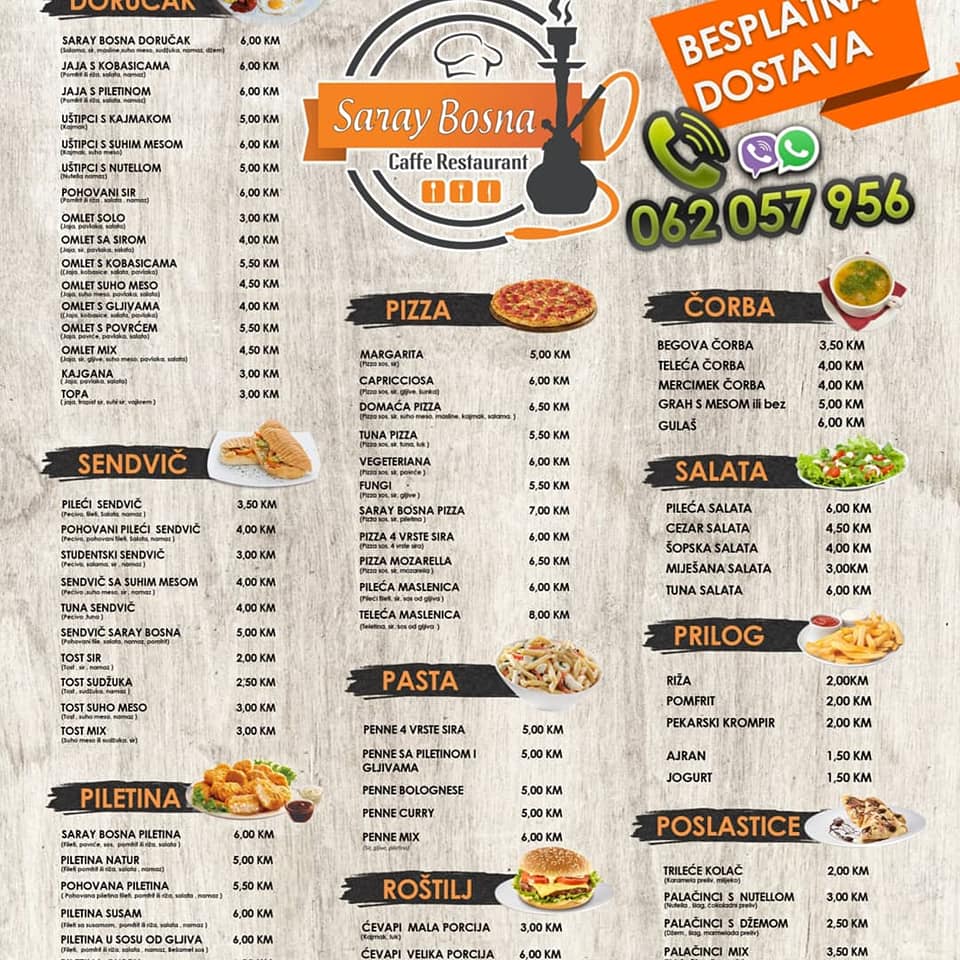 DORUČAK
SARAY BOSNA DORUČAK 6,00 KM
(Salama, sir, masline,suho meso, sudžuka, namaz, džem)
JAJA S KOBASICAMA 6,00 KM
(Pomfrit ili riža, salata, namaz)
JAJA S PILETINOM 6,00 KM
(Pomfrit ili riža, salata, namaz)
UŠTIPCI S KAJMAKOM 5,00 KM
(Kajmak)
UŠTIPCI S SUHIM MESOM 6,00 KM
(Kajmak, suho meso)
UŠTIPCI S NUTELLOM 5,00 KM
(Nutella namaz)
POHOVANI SIR 6,00 KM
(Pomfrit ili riža , salata , namaz)
OMLET SOLO 3,00 KM
(Jaja, pavlaka, salata)
OMLET SA SIROM 4,00 KM
(Jaja, sir, pavlaka, salata)
OMLET S KOBASICAMA 5,50 KM
((Jaja, kobasice, salata, pavlaka)
OMLET SUHO MESO 4,50 KM
(Jaja, suho meso, pavlaka, salata)
OMLET S GLJIVAMA 4,00 KM
((Jaja, kobasice, salata, pavlaka)
OMLET S POVRĆEM 5,50 KM
(Jaja, povrće, pavlaka, salata)
OMLET MIX 4,50 KM
(Jaja, sir, gljive, suho meso, pavlaka, salata)
KAJGANA 3,00 KM
( Jaja, pavlaka, salata)
TOPA 3,00 KM
( jaja, trapist sir, suhi sir, vajkrem )
SENDVIČ
PILEĆI SENDVIČ 3,50 KM
(Pecivo, fileti, Salata, namaz )
POHOVANI PILEĆI SENDVIČ 4,00 KM
(Pecivo, pohovani fileti, Salata, namaz )
STUDENTSKI SENDVIČ 3,00 KM
(Pecivo, salama, sir , namaz )
SENDVIČ SA SUHIM MESOM 4,00 KM
(Pecivo ,suho meso, sir , namaz )
TUNA SENDVIČ 4,00 KM
(Pecivo ,tuna )
SENDVIČ SARAY BOSNA 5,00 KM
(Pohovani file, salata, namaz, pomfrit)
TOST SIR 2,00 KM
(Tost , sir , namaz )
TOST SUDŽUKA 2,50 KM
(Tost , sudžuka, namaz )
TOST SUHO MESO 3,00 KM
(Tost , suho meso, namaz )
TOST MIX 3,00 KM
(Suho meso ili sudžuka, sir)
PILETINA
SARAY BOSNA PILETINA 6,00 KM
(Fileti, povrće, sos, pomfrit ili riža, salata )
PILETINA NATUR 5,00 KM
(Fileti pomfrit ili riža, salata , namaz)
POHOVANA PILETINA 5,50 KM
( Pohovana piletina fileti, pomfrit ili riža, salata , namaz )
PILETINA SUSAM 6,00 KM
(Fileti sa susamom, pomfrit ili riža, salata , namaz )
PILETINA U SOSU OD GLJIVA 6,00 KM
(Fileti, pomfrit ili riža, salata , namaz, Bešamel sos )
Saray Bosna
Caffe Restaurant
BESPLATNA
DOSTAVA
062 057 956
PIZZA
MARGARITA 5,00 KM
(Pizza sos, sir)
CAPRICCIOSA 6,00 KM
(Pizza sos, sir, gljive, šunka)
DOMAĆA PIZZA 6,50 KM
(Pizza sos, sir, suho meso, masline, kajmak, salama, )
TUNA PIZZA 5,50 KM
(Pizza sos, sir, tuna, luk )
VEGETERIANA 6,00 KM
(Pizza sos, sir, povrće )
FUNGI 5,50 KM
(Pizza sos, sir, gljive )
SARAY BOSNA PIZZA 7,00 KM
(Pizza sos, sir, piletina )
PIZZA 4 VRSTE SIRA 6,00 KM
(Pizza sos, 4 vrste sira)
PIZZA MOZARELLA 6,50 KM
(Pizza sos, sir, mozarella )
PILEĆA MASLENICA 6,00 KM
(Pileći fileti, sir, sos od gljiva )
TELEĆA MASLENICA 8,00 KM
(Teletina, sir, sos od gljiva )
PASTA
PENNE 4 VRSTE SIRA 5,00 KM
PENNE SA PILETINOM I 5,00 KM
GLJIVAMA
PENNE BOLOGNESE 5,00 KM
PENNE CURRY 5,00 KM
PENNE MIX 6,00 KM
(Sir, gljive, piletina)
ROŠTILJ
ĆEVAPI MALA PORCIJA 3,00 KM
(Kajmak, luk)
ĆEVAPI VELIKA PORCIJA 6,00 KM
ČORBA
BEGOVA ČORBA 3,50 KM
TELEĆA ČORBA 4,00 KM
MERCIMEK ČORBA 4,00 KM
GRAH S MESOM ili bez 5,00 KM
GULAŠ 6,00 KM
SALATA
PILEĆA SALATA 6,00 KM
CEZAR SALATA 4,50 KM
ŠOPSKA SALATA 4,00 KM
MIJEŠANA SALATA 3,00KM
TUNA SALATA 6,00 KM
PRILOG
RIŽA 2,00KM
POMFRIT 2,00 KM
PEKARSKI KROMPIR 2,00 KM
AJRAN 1,50 KM
JOGURT 1,50 KM
POSLASTICE
TRILEĆE KOLAČ 2,00 KM
(Karamela preliv, mlijeko)
PALAČINCI S NUTELLOM 3,00 KM
(Nutella , šlag, čokoladni preliv)
PALAČINCI S DŽEMOM 2,50 KM
(Džem , šlag, marmelada preliv)
PALAČINCI MIX 3,50 KM